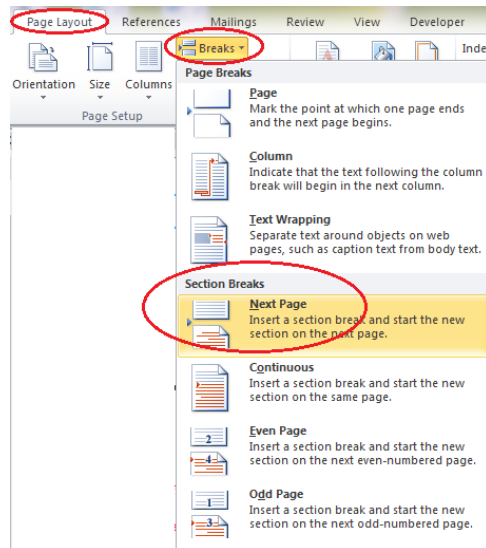 Page Layout References Mailings Review View Developer
Breaks
Inde
Orientation Size Columns
Page Setup
Page Breaks
Page
Mark the point at which one page ends
and the next page begins.
Column
Indicate that the text following the column
break will begin in the next column.
Text Wrapping
Separate text around objects on web
pages, such as caption text from body text.
Section Breaks
Next Page
Insert a section break and start the new
section on the next page.
Continuous
Insert a section break and start the new
section on the same page.
Even Page
Insert a section break and start the new
section on the next even-numbered page.
2
4
Odd Page
Insert a section break and start the new
section on the next odd-numbered page.
1
3